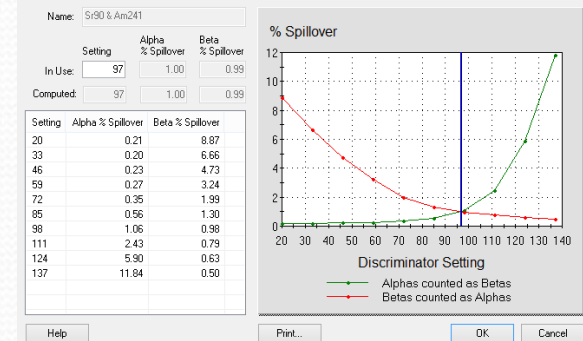 Name: Sr90 & Am241
Setting Alpha % Spillover Beta % Spillover
In Use: 97 1.00 0.99
Computed: 97 1.00 0.99
Setting Alpha % Spillover Beta % Spillover
20 0.21 8.87
33 0.20 6.66
46 0.23 4.73
59 0.27 3.24
72 0.35 1.99
85 0.56 1.30
98 1.06 0.98
111 2.43 0.79
124 5.90 0.63
137 11.84 0.50
% Spillover
12
10
8
6
4
2
0
20 30 40 50 60 70 80 90 100 110 120 130 140
Discriminator Setting
Alphas counted as Betas
Betas counted as Alphas
Help Print... OK Cancel